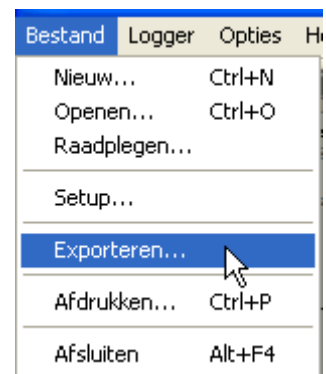 Bestand Logger Opties
Nieuw... Ctrl+N
Openen... Ctrl+O
Raadplegen...
Setup...
Exporteren...
Afdrukken... Ctrl+P
Afsluiten Alt+F4